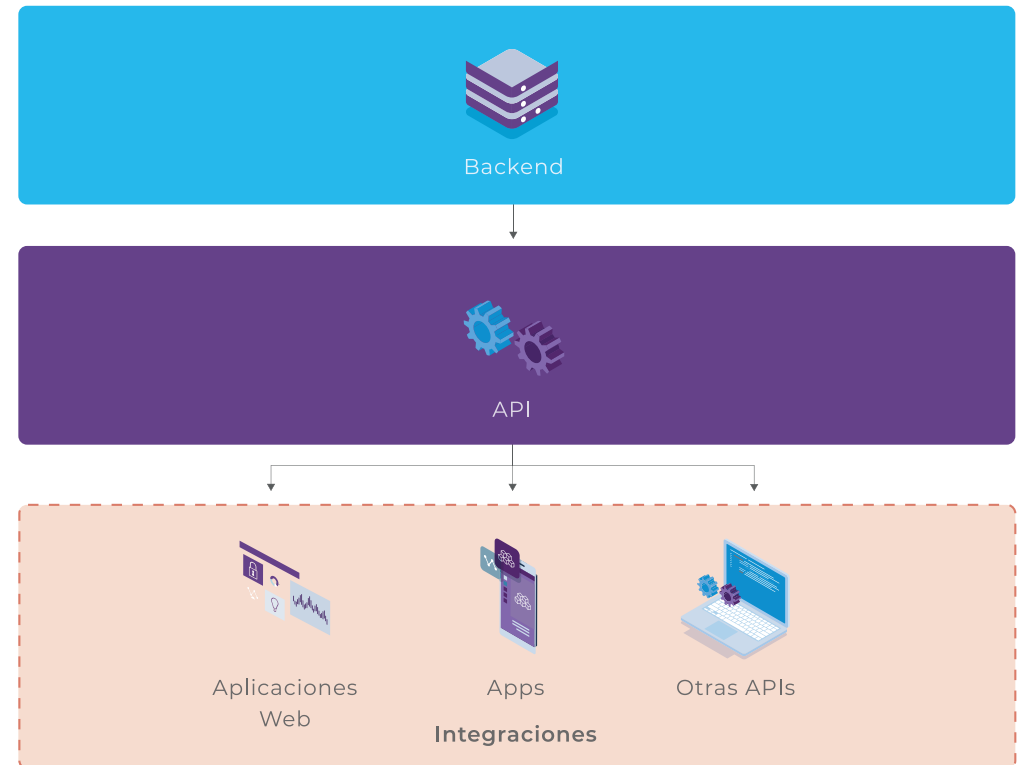 Backend
API
Aplicaciones
Web
Apps
Otras APIs
Integraciones